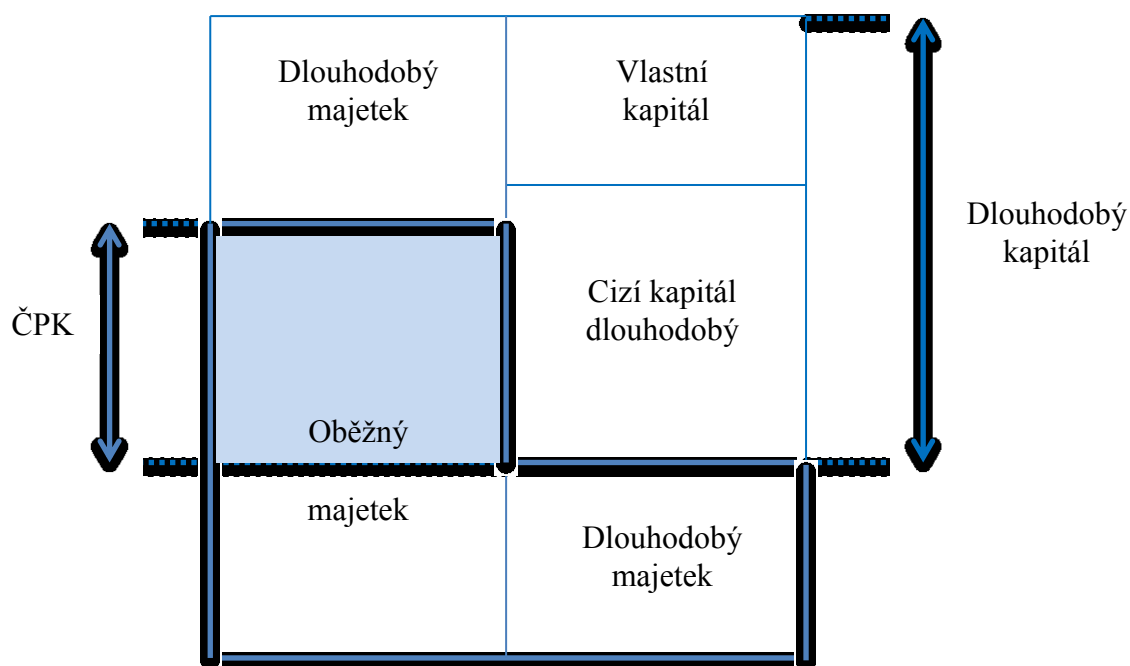 Dlouhodobý
majetek
Vlastní
kapitál
Dlouhodobý
kapitál
ČPK
Cizí kapitál
dlouhodobý
Oběžný
majetek
Dlouhodobý
majetek